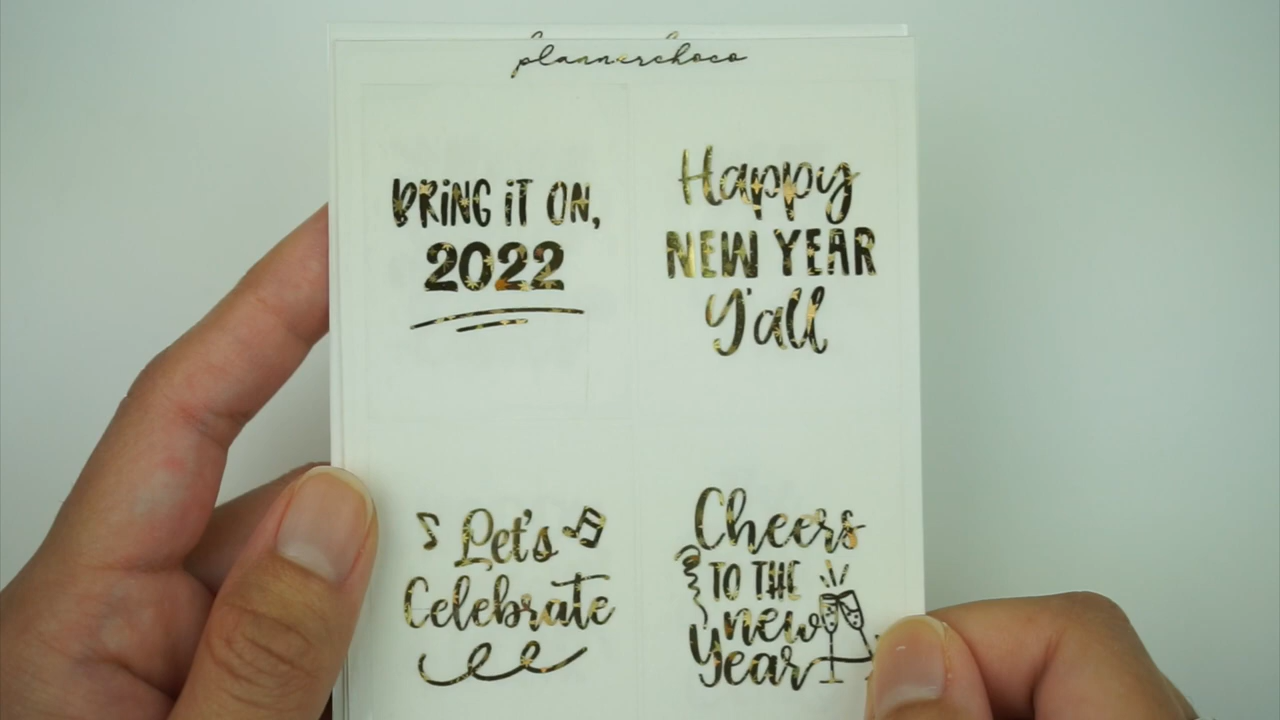 plannerchoco
BRiNG iT ON,
2022
Happy
NEW YEAR
Y'all
Let's
Celebrate
Cheers
TO THE
new
Year